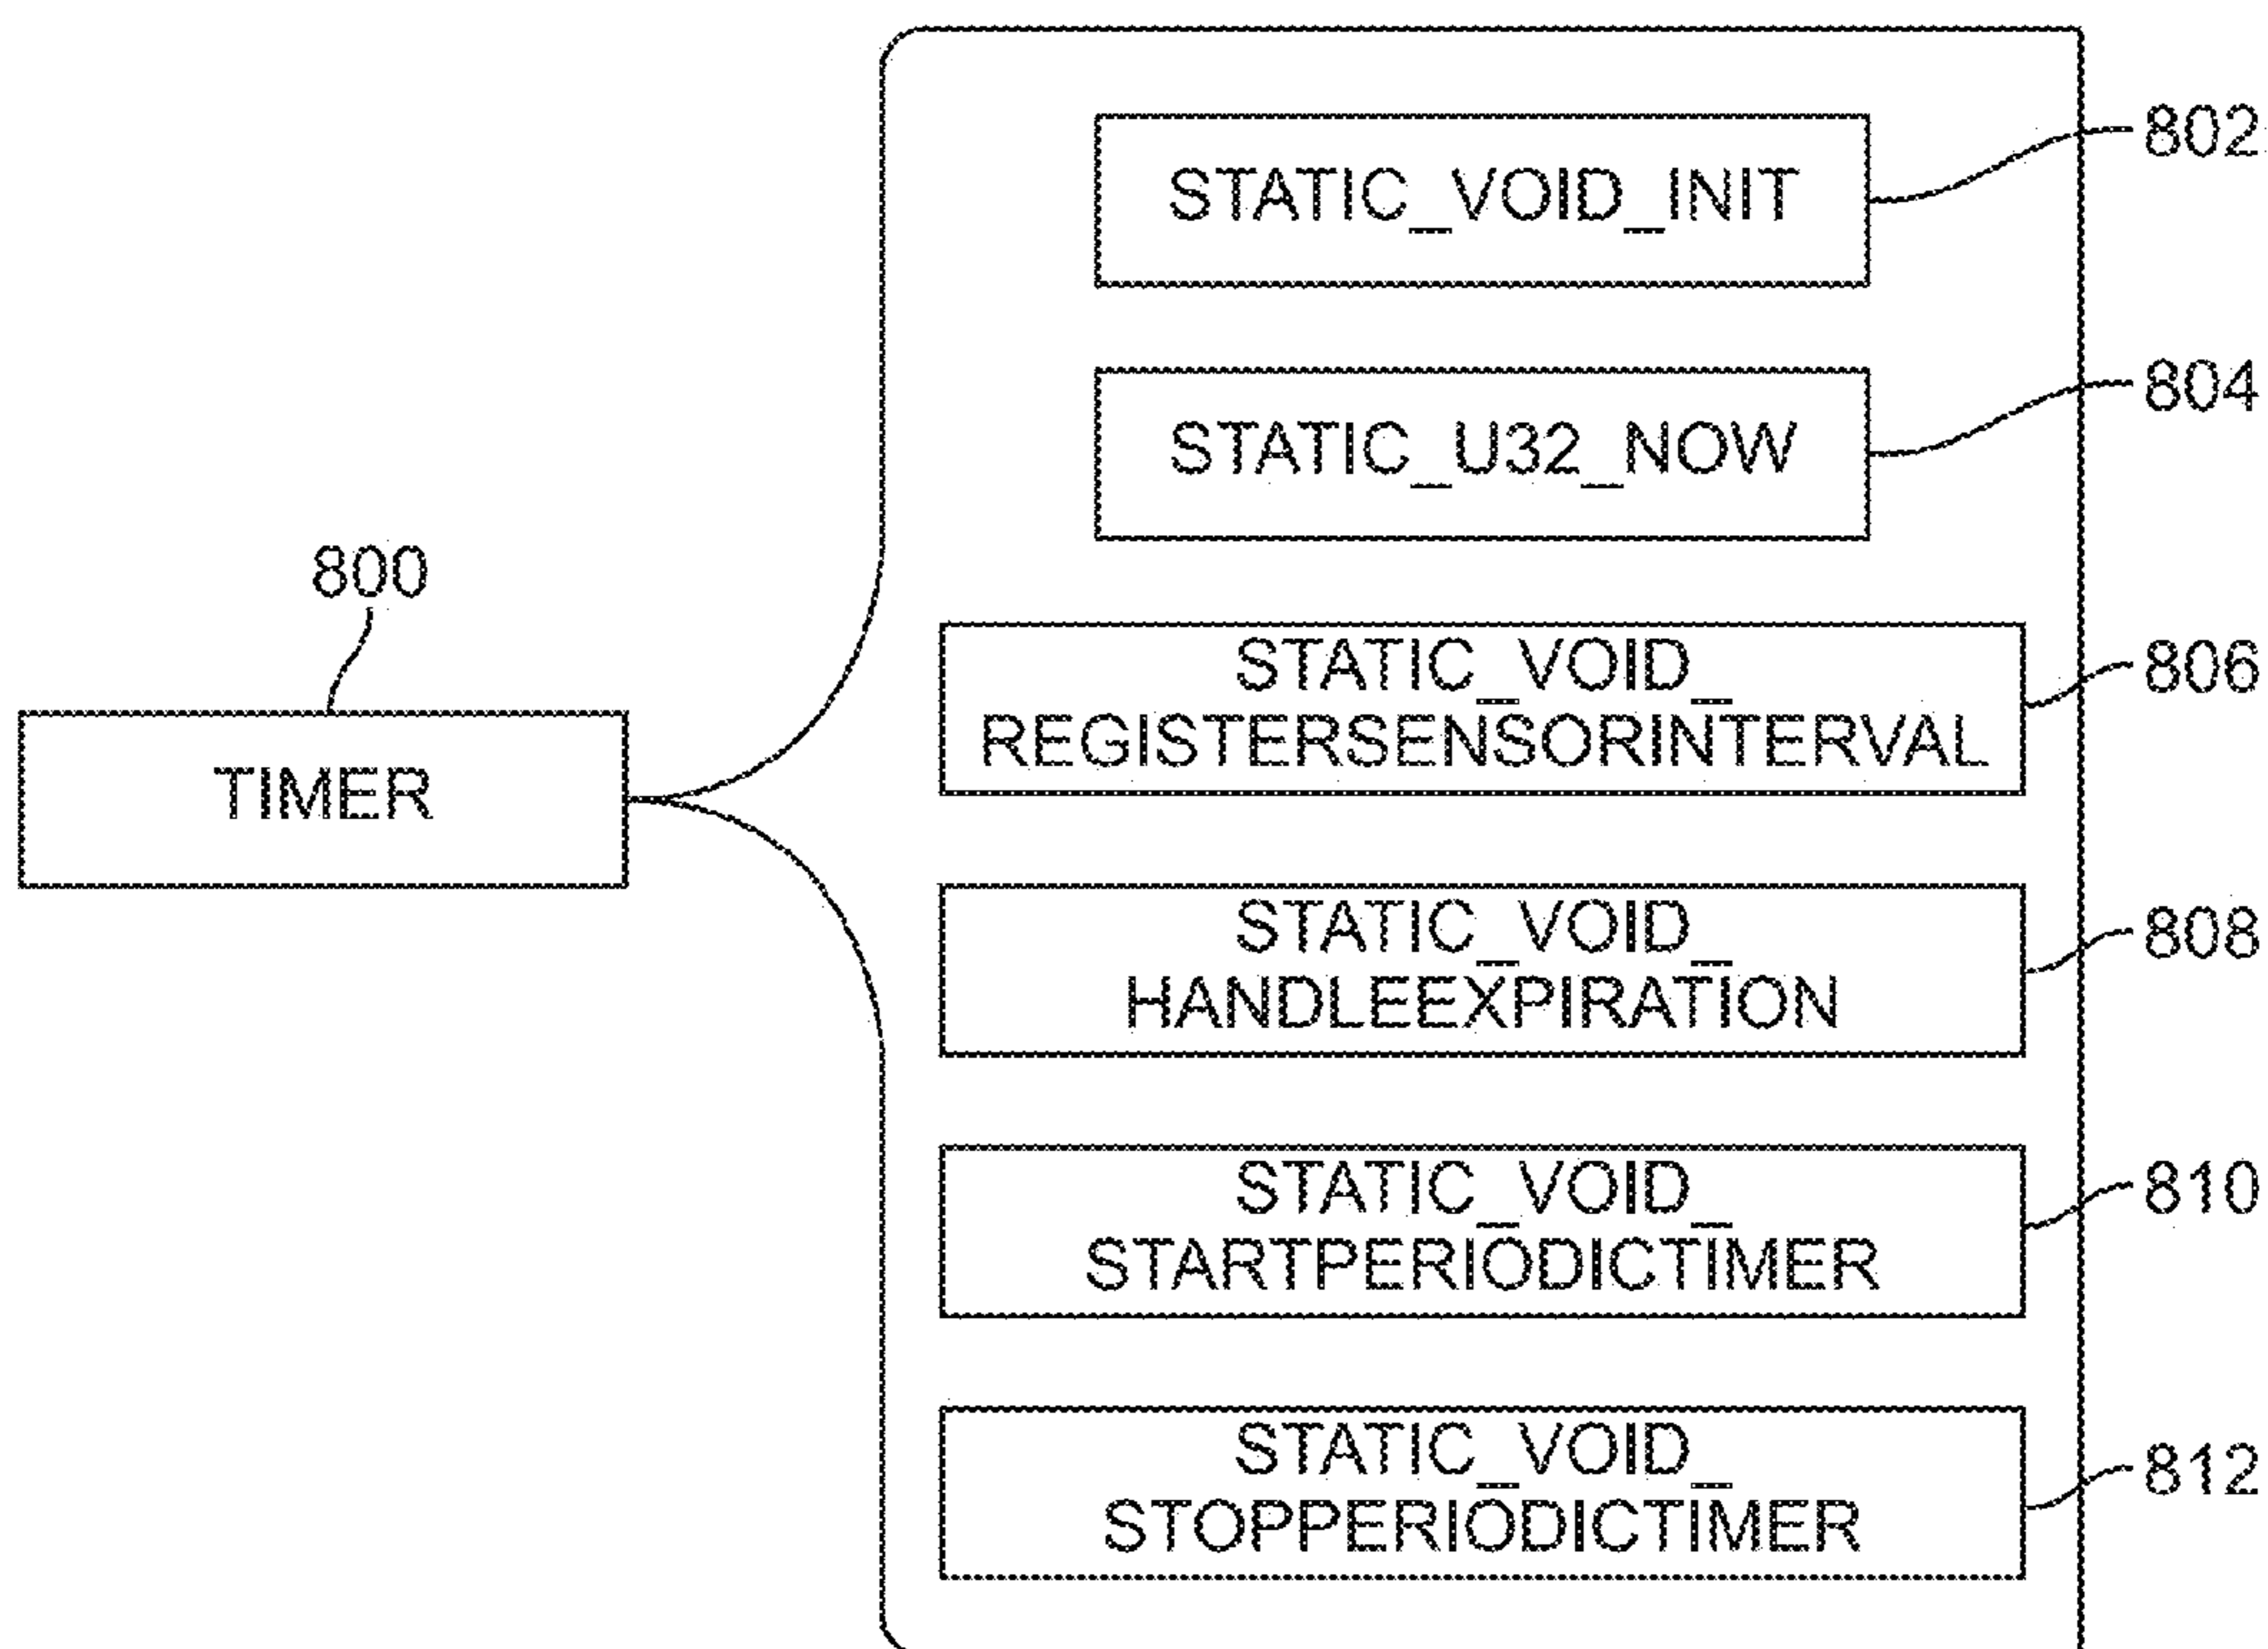 802
STATIC_VOID_INIT
804
STATIC_U32_NOW
800
TIMER
806
STATIC_VOID_
REGISTERSENSORINTERVAL
808
STATIC_VOID_
HANDLEEXPIRATION
810
STATIC_VOID_
STARTPERIODICTIMER
812
STATIC_VOID_
STOPPERIODICTIMER